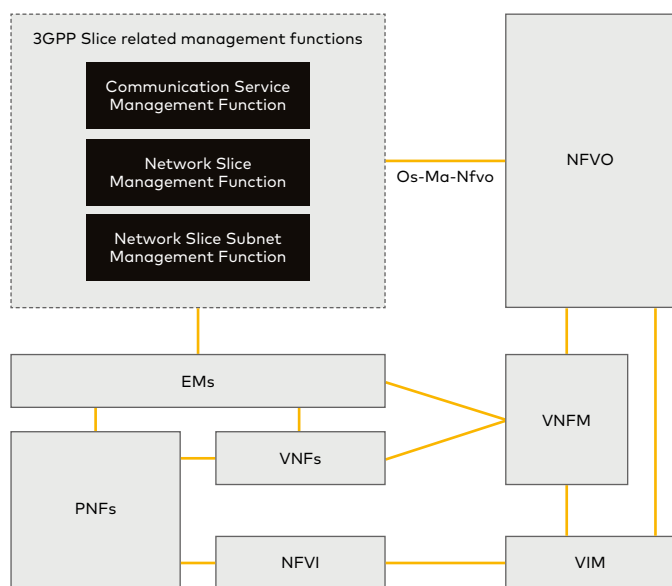 3GPP Slice related management functions
Communication Service
Management Function
Network Slice
Management Function
Network Slice Subnet
Management Function
Os-Ma-Nfvo
NFVO
EMs
VNFM
VNFs
PNFs
NFVI
VIM